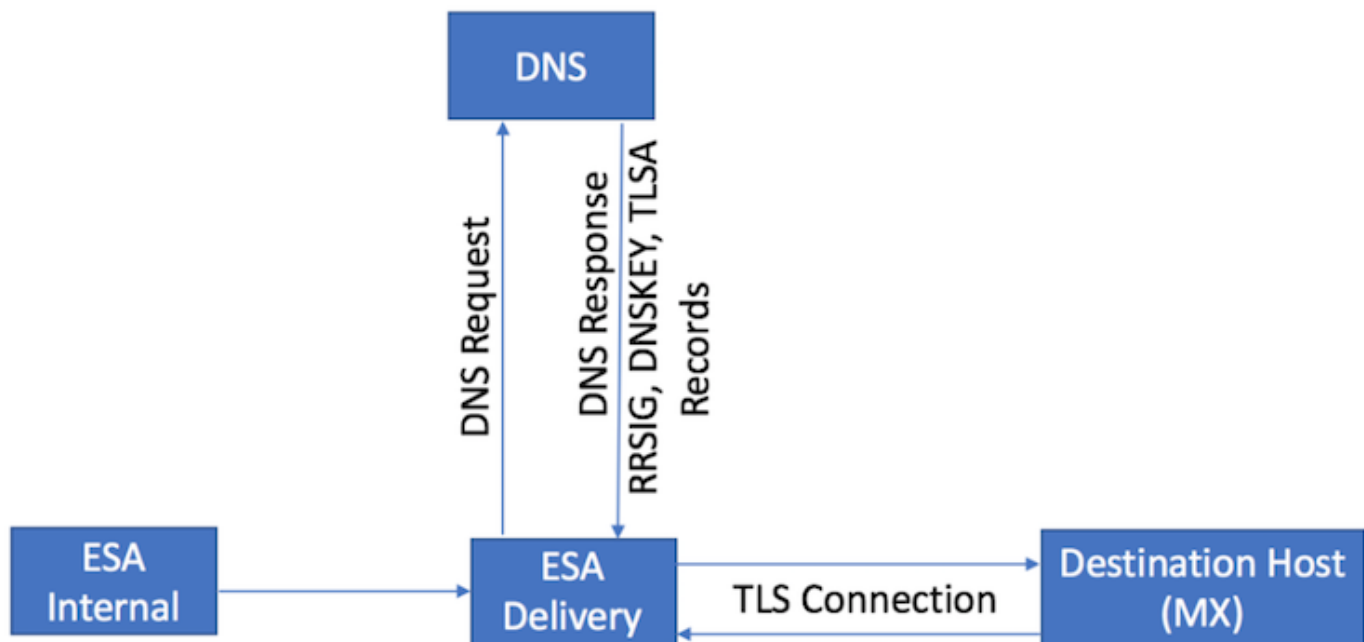 DNS
DNS Request
DNS Response
RRSIG, DNSKEY, TLSA
Records
ESA
Internal
ESA
Delivery
TLS Connection
Destination Host
(MX)